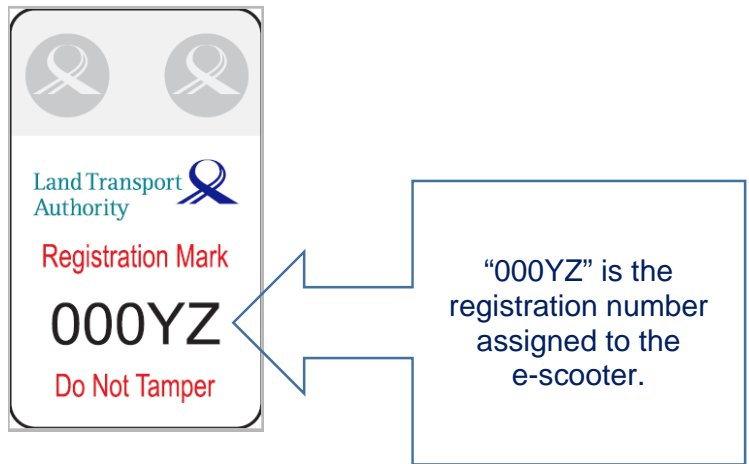 Land Transport
Authority
Registration Mark
000YZ
Do Not Tamper
“000YZ” is the
registration number
assigned to the
e-scooter.